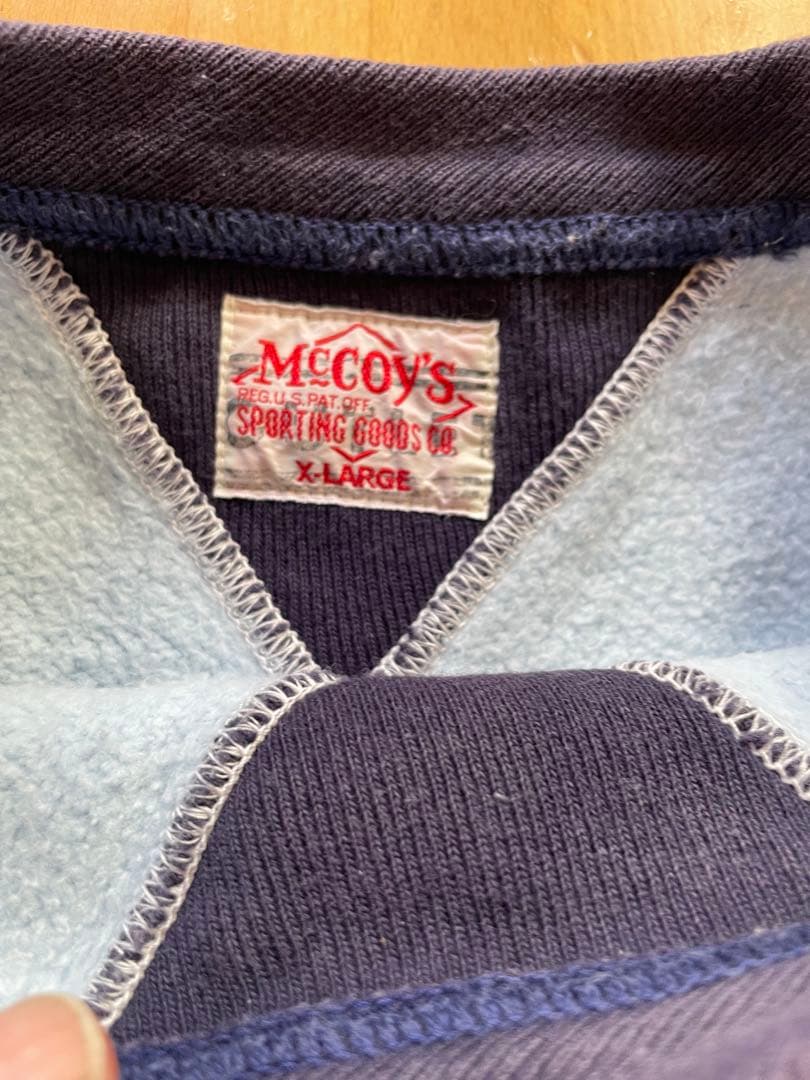 McCOY'S
REG.U.S.PAT.OFF.
SPORTING GOODS CO.
X-LARGE